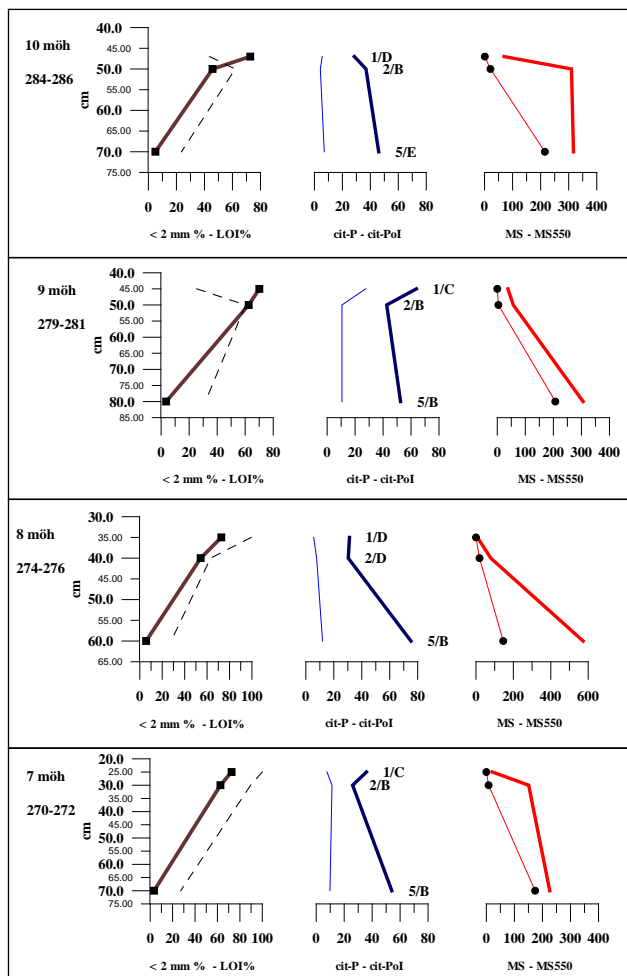 10 möh
284-286
cm
40.0
45.00
50.0
55.00
60.0
65.00
70.0
75.00
1/D
2/B
5/E
0 20 40 60 80
0 20 40 60 80
0 100 200 300 400
< 2 mm % - LOI%
cit-P - cit-PoI
MS - MS550
9 möh
279-281
cm
40.0
45.00
50.0
55.00
60.0
65.00
70.0
75.00
80.0
85.00
1/C
2/B
5/B
0 20 40 60 80
0 20 40 60 80
0 100 200 300 400
< 2 mm % - LOI%
cit-P - cit-PoI
MS - MS550
8 möh
274-276
cm
30.0
35.00
40.0
45.00
50.0
55.00
60.0
65.00
1/D
2/D
5/B
0 20 40 60 80 100
0 20 40 60 80
0 200 400 600
< 2 mm % - LOI%
cit-P - cit-PoI
MS - MS550
7 möh
270-272
cm
20.0
25.00
30.0
35.00
40.0
45.00
50.0
55.00
60.0
65.00
70.0
75.00
1/C
2/B
5/B
0 20 40 60 80 100
0 20 40 60 80
0 100 200 300 400
< 2 mm % - LOI%
cit-P - cit-PoI
MS - MS550